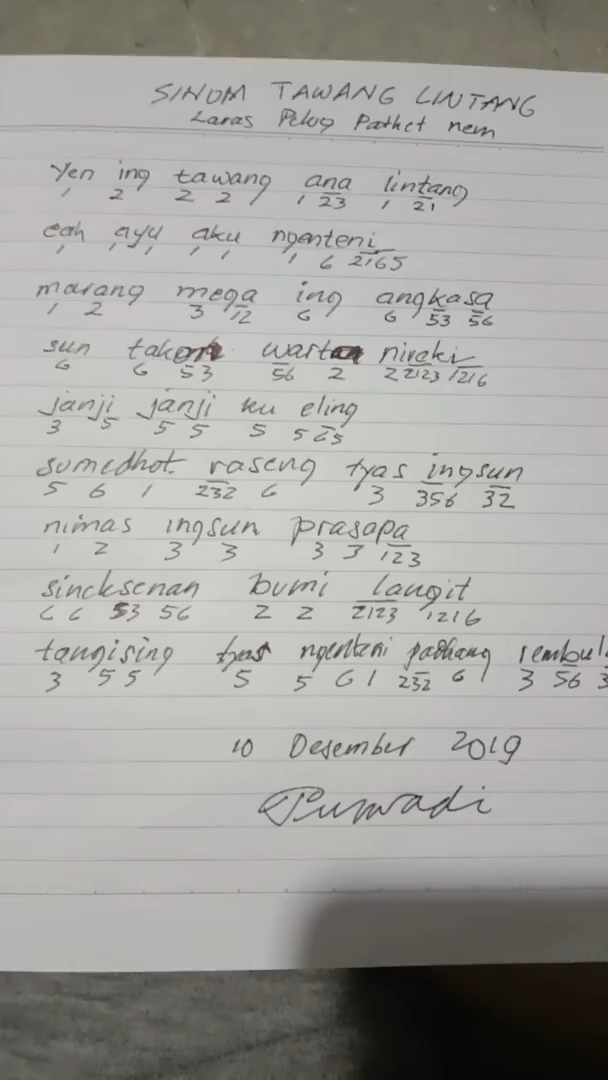 SINOM TAWANG LINTANG
Laras Pelog Pathet nem
Yen ing tawang ana lintang
1 2 2 2 1 23 1 21
cah ayu aku ngenteni
1 1 1 1 1 1 6 2165
marang mega ing angkasa
1 2 3 12 6 6 53 56
sun takon warta nireki
6 6 53 56 2 2 2123 1216
janji janji ku eling
3 5 5 5 5 5 65
sumedhot raseng tyas ingsun
5 6 1 232 6 3 356 32
nimas ingsun prasapa
1 2 3 3 3 3 123
sineksenan bumi langit
6 6 53 56 2 2 2123 1216
tangising tyas ngenteni padhang
3 5 5 5 5 6 1 232 6 3 56
10 Desember 2019
Purwadi